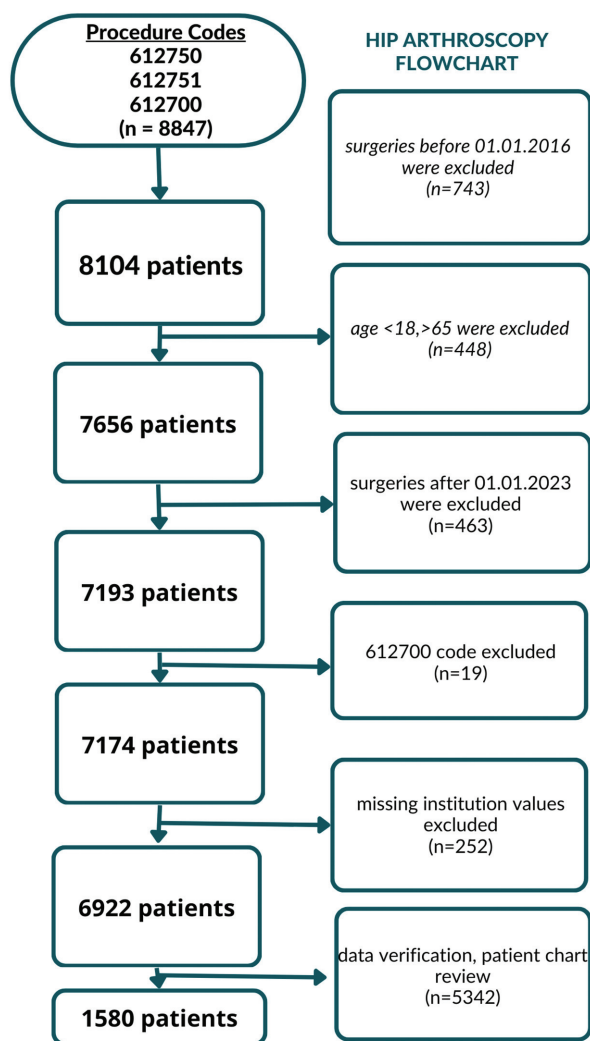 Procedure Codes
612750
612751
612700
(n = 8847)
HIP ARTHROSCOPY
FLOWCHART
surgeries before 01.01.2016
were excluded
(n=743)
8104 patients
age <18,>65 were excluded
(n=448)
7656 patients
surgeries after 01.01.2023
were excluded
(n=463)
7193 patients
612700 code excluded
(n=19)
7174 patients
missing institution values
excluded
(n=252)
6922 patients
data verification, patient chart
review
(n=5342)
1580 patients